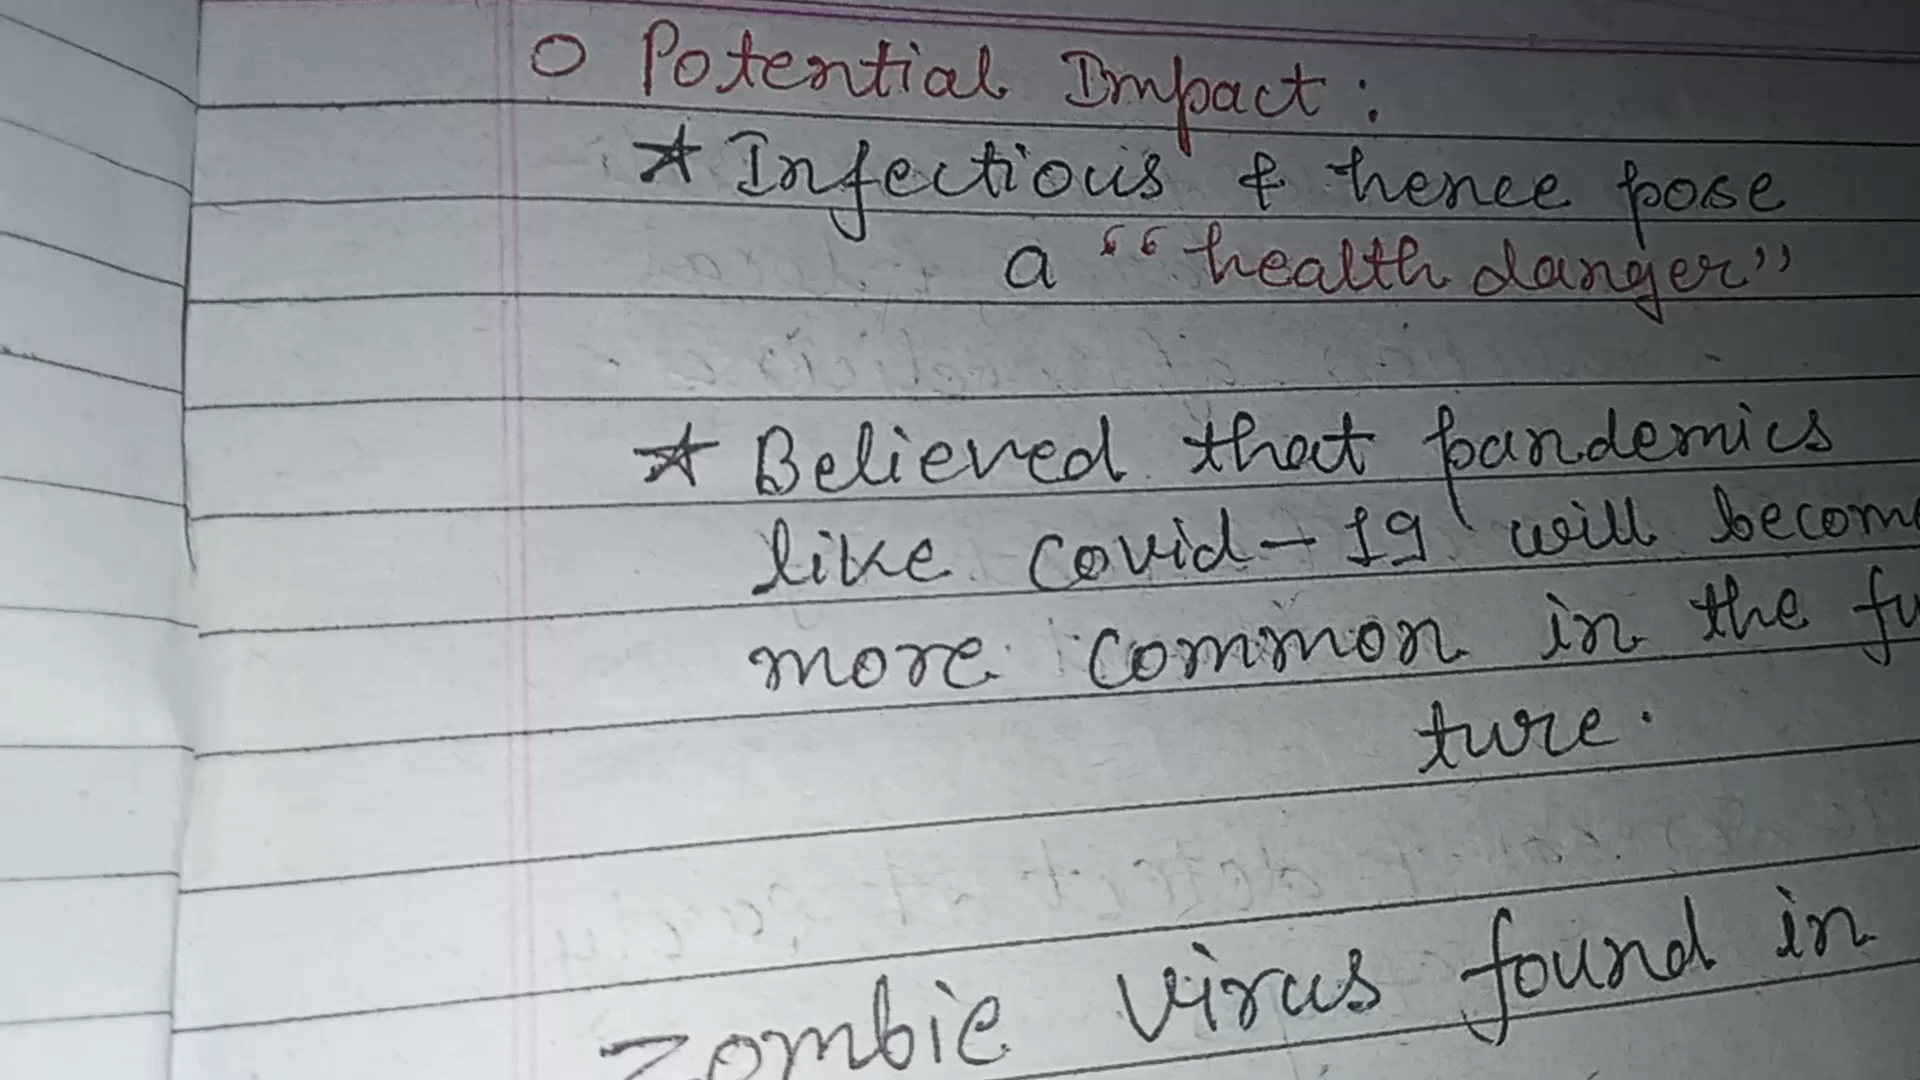 ○ Potential Impact :
☆ Infectious & hence pose
a “health danger”
☆ Believed that pandemics
like covid-19 will become
more common in the fu
ture.
Zombie virus found in